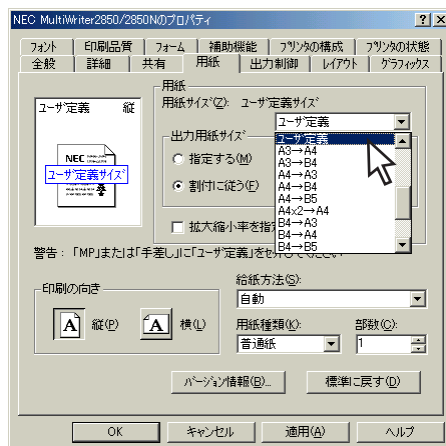 NEC MultiWriter2850/2850Nのプロパティ
フォント 印刷品質 フォーム 補助機能 プリンタの構成 プリンタの状態
全般 詳細 共有 用紙 出力制御 レイアウト グラフィックス
ユーザ定義 縦
NEC
ユーザ定義サイズ
用紙
用紙サイズ(Z): ユーザ定義サイズ
ユーザ定義
出力用紙サイズ
指定する(M)
割付に従う(F)
拡大縮小率を指
ユーザ定義
A3→A4
A3→B4
A4→A3
A4→B4
A4→B5
A4x2→A4
B4→A3
B4→A4
B4→B5
警告: 「MP」または「手差し」に「ユーザ定義」をセットしてください
印刷の向き
A 縦(P) A 横(L)
給紙方法(S):
自動
用紙種類(K): 部数(C):
普通紙 1
バージョン情報(B)... 標準に戻す(D)
OK キャンセル 適用(A) ヘルプ